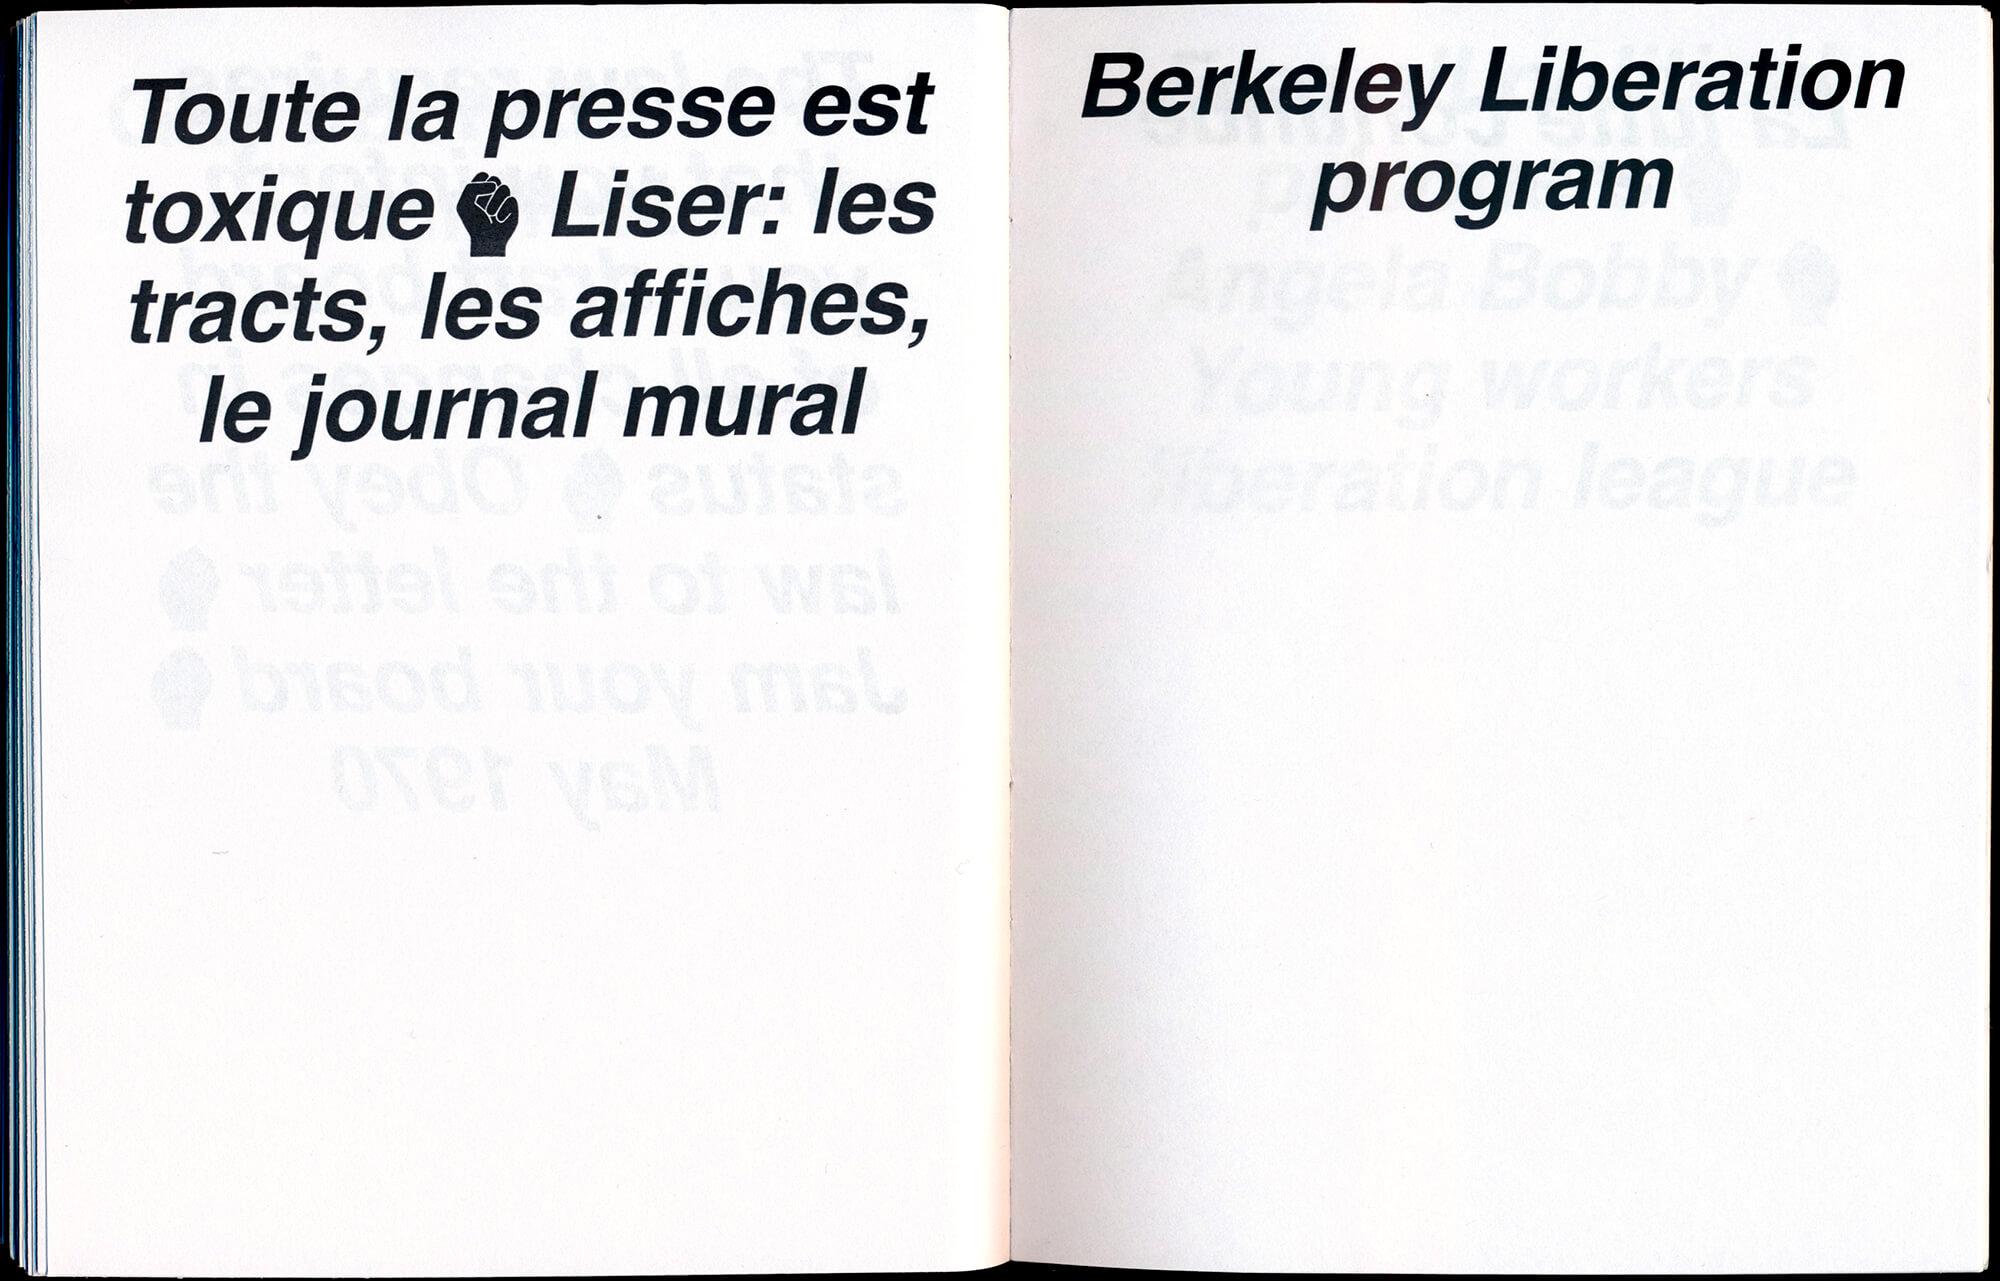 Toute la presse est
toxique ✊ Liser: les
tracts, les affiches,
le journal mural
Berkeley Liberation
program